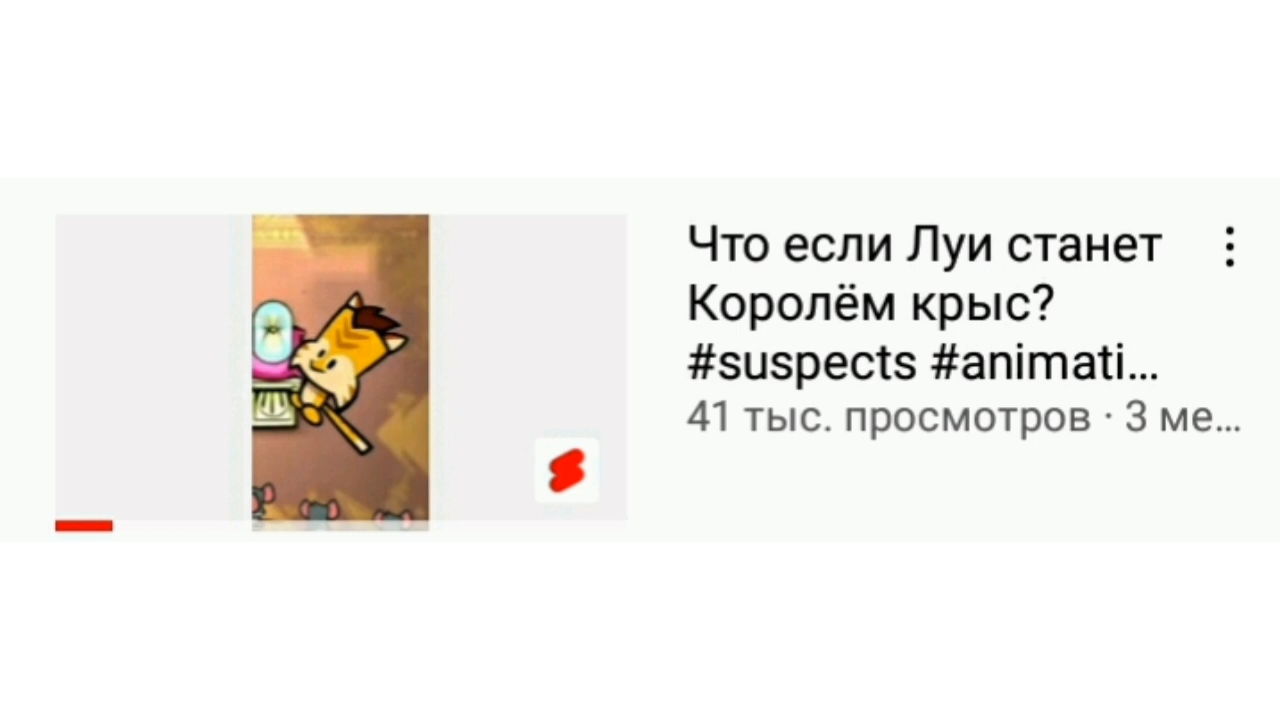 Что если Луи станет
Королём крыс?
#suspects #animati...
41 тыс. просмотров · 3 ме...